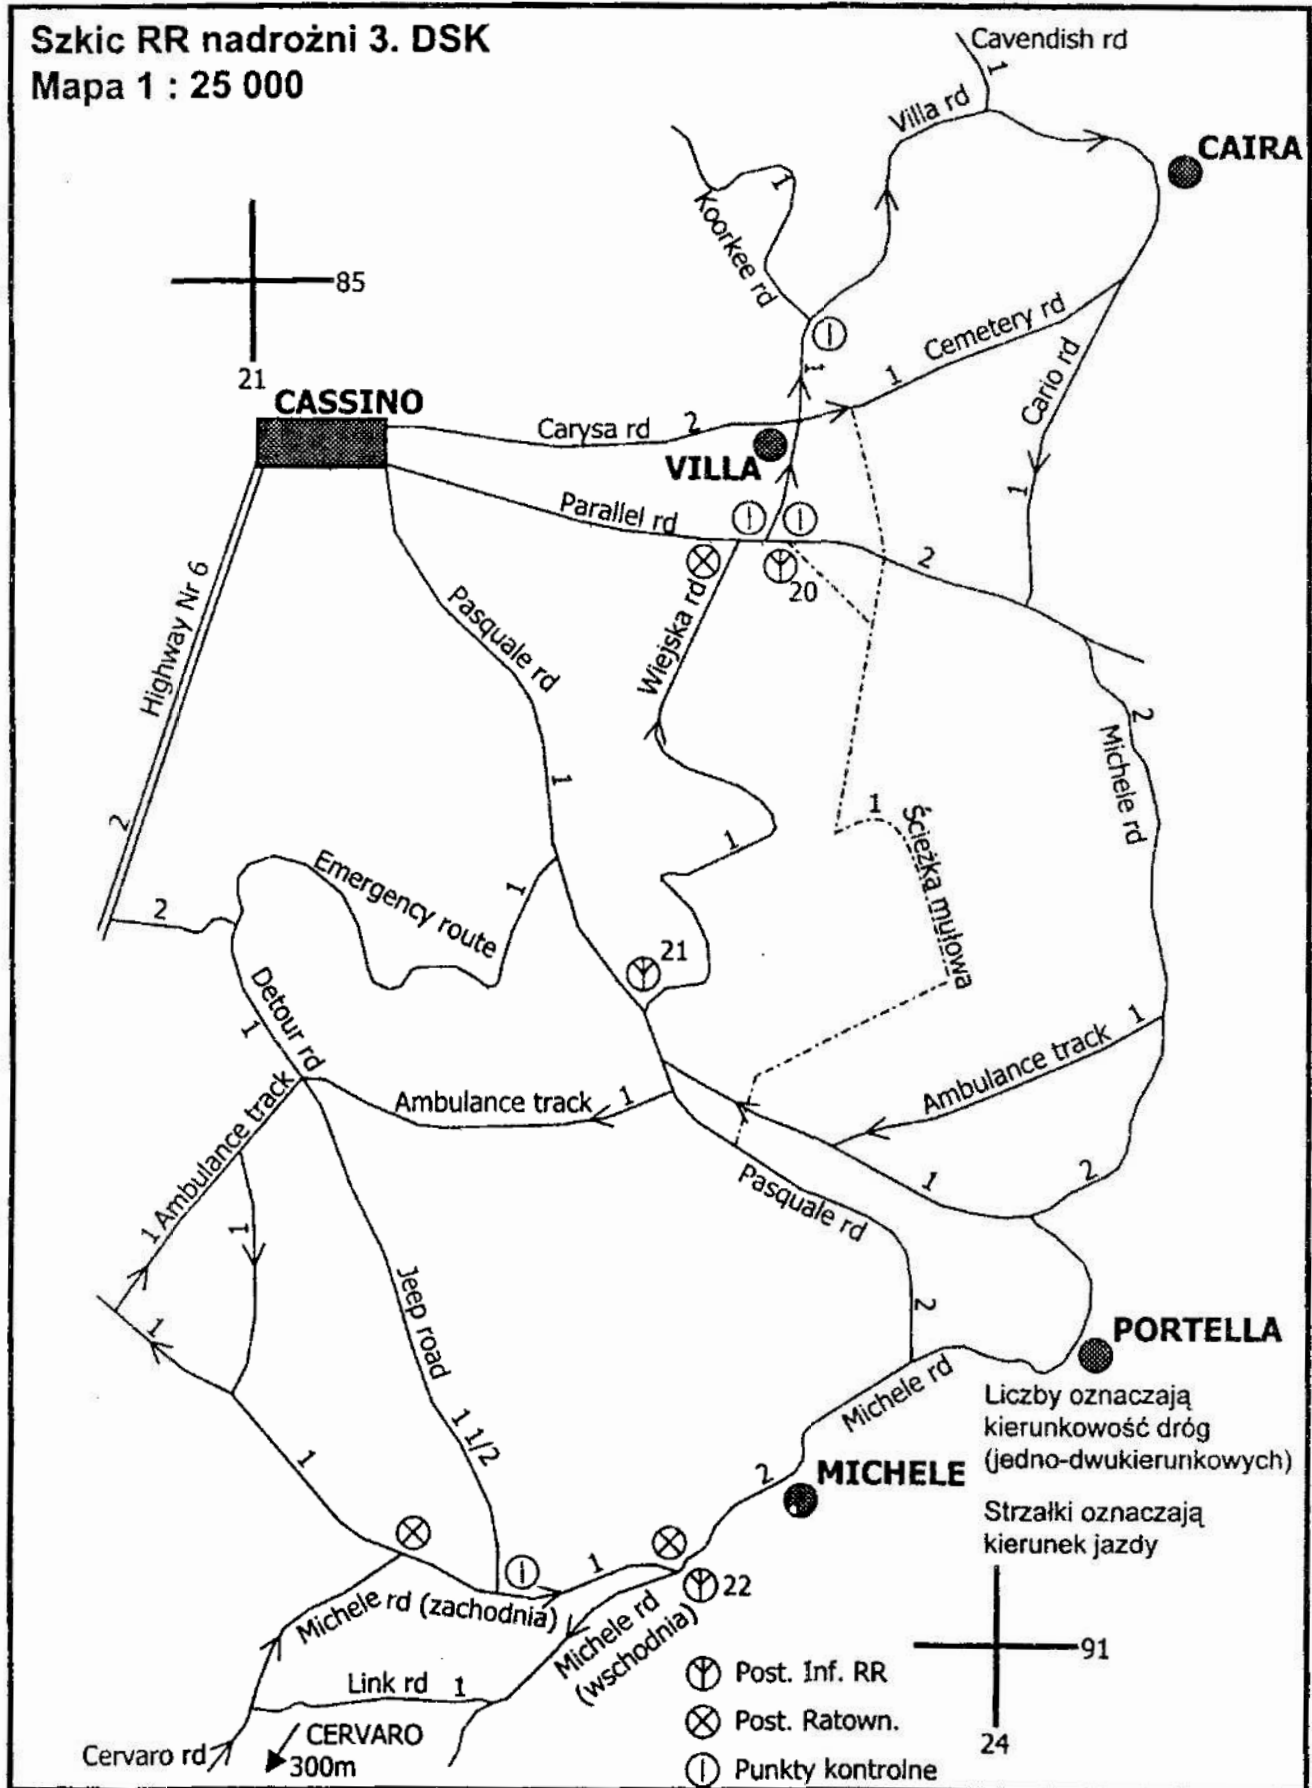 Szkic RR nadrożni 3. DSK
Mapa 1 : 25 000
Cavendish rd
1
Villa rd
CAIRA
1
Koorkee rd
85
21
Cemetery rd
1
1
Cario rd
CASSINO
Carysa rd
2
VILLA
1
Parallel rd
2
20
Highway Nr 6
Pasquale rd
Wiejska rd
2
Michele rd
1
2
1
1
Ścieżka mułowa
Emergency route
1
2
21
Detour rd
1
1
Ambulance track
Ambulance track
1
1 Ambulance track
1
Pasquale rd
1
2
1
Jeep road
2
PORTELLA
Michele rd
Liczby oznaczają
kierunkowość dróg
(jedno-dwukierunkowych)
1 1/2
1
2
MICHELE
Strzałki oznaczają
kierunek jazdy
1
22
Michele rd (zachodnia)
Michele rd
(wschodnia)
91
Link rd 1
Post. Inf. RR
Post. Ratown.
24
CERVARO
300m
Cervaro rd
Punkty kontrolne